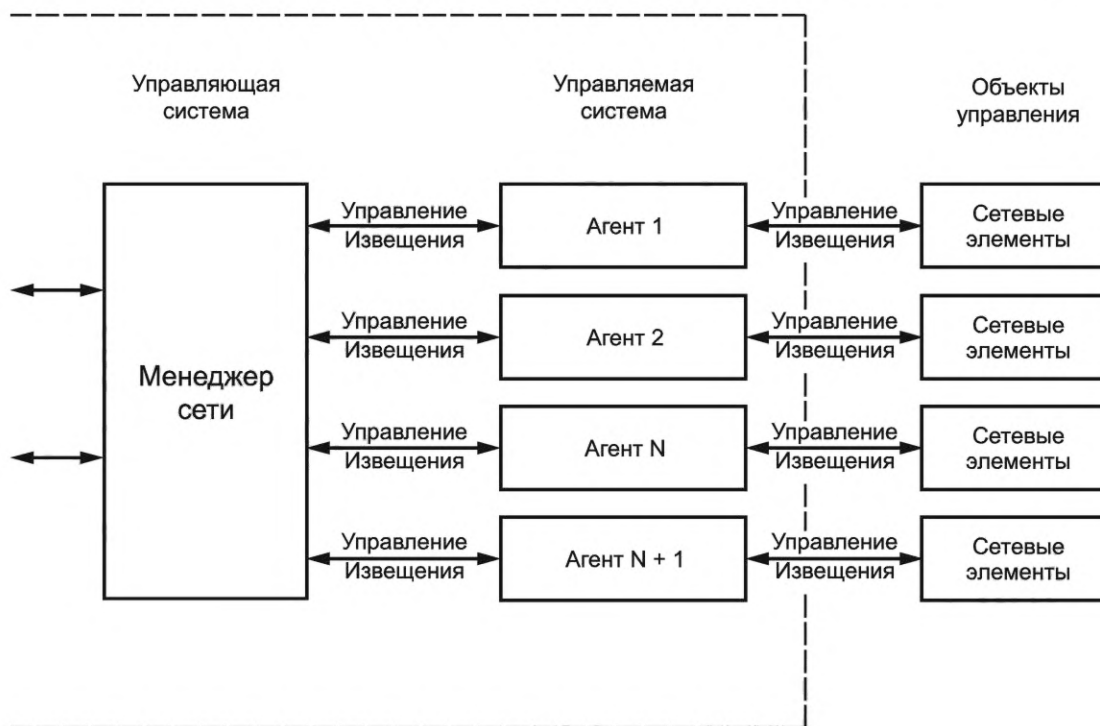 Управляющая
система
Управляемая
система
Объекты
управления
Управление
Извещения
Агент 1
Управление
Извещения
Сетевые
элементы
Управление
Извещения
Агент 2
Управление
Извещения
Сетевые
элементы
Менеджер
сети
Управление
Извещения
Агент N
Управление
Извещения
Сетевые
элементы
Управление
Извещения
Агент N + 1
Управление
Извещения
Сетевые
элементы